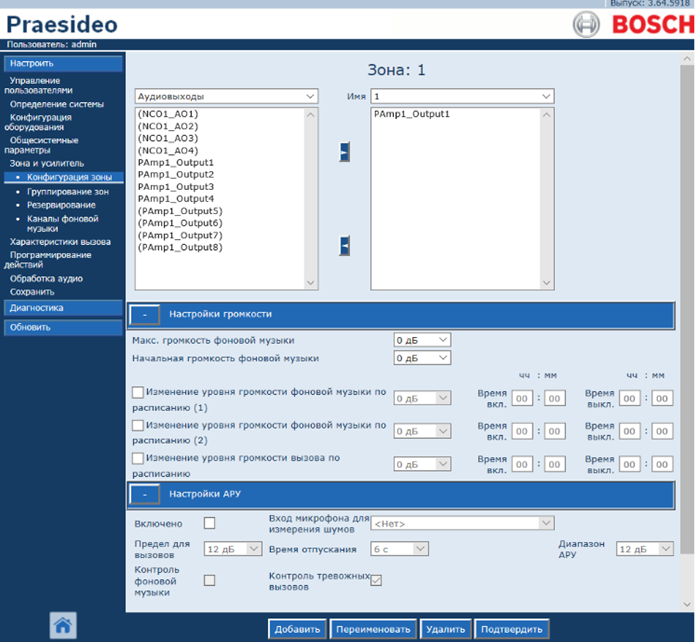 Выпуск: 3.64.5918
Praesideo
BOSCH
Пользователь: admin
Настроить
Управление
пользователями
Определение системы
Конфигурация
оборудования
Общесистемные
параметры
Зона и усилитель
• Конфигурация зоны
• Группирование зон
• Резервирование
• Каналы фоновой
музыки
Характеристики вызова
Программирование
действий
Обработка аудио
Сохранить
Диагностика
Обновить
Зона: 1
Аудиовыходы
Имя 1
(NCO1_AO1)
(NCO1_AO2)
(NCO1_AO3)
(NCO1_AO4)
PAmp1_Output1
PAmp1_Output2
PAmp1_Output3
PAmp1_Output4
(PAmp1_Output5)
(PAmp1_Output6)
(PAmp1_Output7)
(PAmp1_Output8)
PAmp1_Output1
- Настройки громкости
Макс. громкость фоновой музыки 0 дБ
Начальная громкость фоновой музыки 0 дБ
чч : мм чч : мм
Изменение уровня громкости фоновой музыки по
расписанию (1) 0 дБ Время
вкл. 00 : 00 Время
выкл. 00 : 00
Изменение уровня громкости фоновой музыки по
расписанию (2) 0 дБ Время
вкл. 00 : 00 Время
выкл. 00 : 00
Изменение уровня громкости вызова по
расписанию 0 дБ Время
вкл. 00 : 00 Время
выкл. 00 : 00
- Настройки АРУ
Включено
Вход микрофона для
измерения шумов <Нет>
Предел для
вызовов 12 дБ
Время отпускания 6 с
Диапазон
АРУ 12 дБ
Контроль
фоновой
музыки
Контроль тревожных
вызовов
Добавить Переименовать Удалить Подтвердить